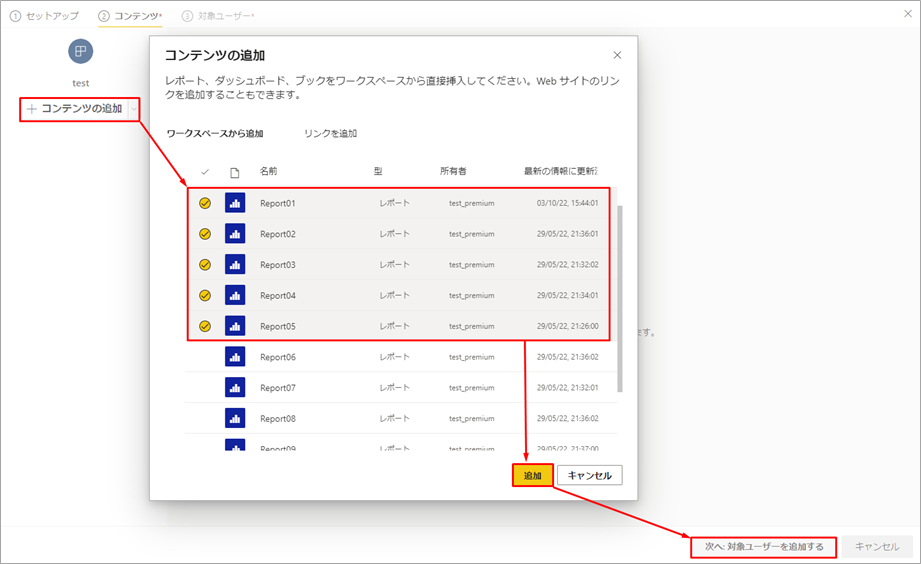 ① セットアップ ② コンテンツ* ③ 対象ユーザー*
test
コンテンツの追加
コンテンツの追加
レポート、ダッシュボード、ブックをワークスペースから直接挿入してください。Web サイトのリン
クを追加することもできます。
ワークスペースから追加 リンクを追加
名前 型 所有者 最新の情報に更新
Report01 レポート test_premium 03/10/22, 15:44:01
Report02 レポート test_premium 29/05/22, 21:36:01
Report03 レポート test_premium 29/05/22, 21:32:02
Report04 レポート test_premium 29/05/22, 21:34:01
Report05 レポート test_premium 29/05/22, 21:26:00
ます。
Report06 レポート test_premium 29/05/22, 21:36:02
Report07 レポート test_premium 29/05/22, 21:32:01
Report08 レポート test_premium 29/05/22, 21:36:02
Report09 レポート test_premium 29/05/22, 21:37:00
追加 キャンセル
次へ: 対象ユーザーを追加する キャンセル